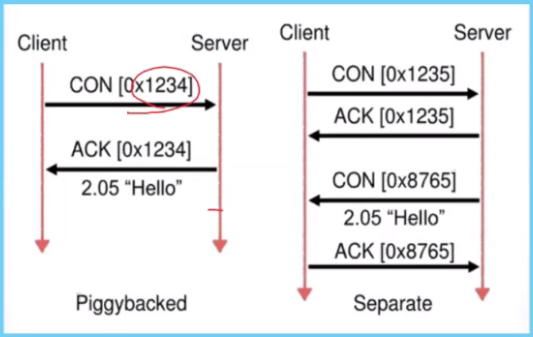 Client Server
CON [0x1234]
ACK [0x1234]
2.05 “Hello”
Piggybacked
Client Server
CON [0x1235]
ACK [0x1235]
CON [0x8765]
2.05 “Hello”
ACK [0x8765]
Separate